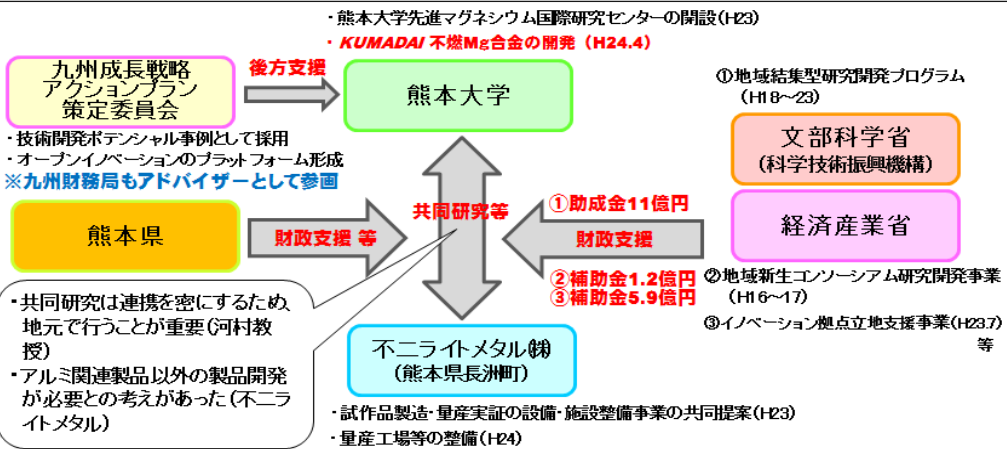 ・熊本大学先進マグネシウム国際研究センターの開設(H23)
・KUMADAI 不燃Mg合金の開発（H24.4）
九州成長戦略
アクションプラン
策定委員会
後方支援
熊本大学
・技術開発ポテンシャル事例として採用
・オープンイノベーションのプラットフォーム形成
※九州財務局もアドバイザーとして参画
①地域結集型研究開発プログラム
（H18～23）
文部科学省
(科学技術振興機構)
経済産業省
②地域新生コンソーシアム研究開発事業
（H16～17）
③イノベーション拠点立地支援事業(H23.7)
等
熊本県
財政支援 等
共同研究等
①助成金11億円
財政支援
②補助金1.2億円
③補助金5.9億円
・共同研究は連携を密にするため、
地元で行うことが重要(河村教
授)
・アルミ関連製品以外の製品開発
が必要との考えがあった(不二ラ
イトメタル)
不二ライトメタル㈱
(熊本県長洲町)
・試作品製造・量産実証の設備・施設整備事業の共同提案(H23)
・量産工場等の整備(H24)